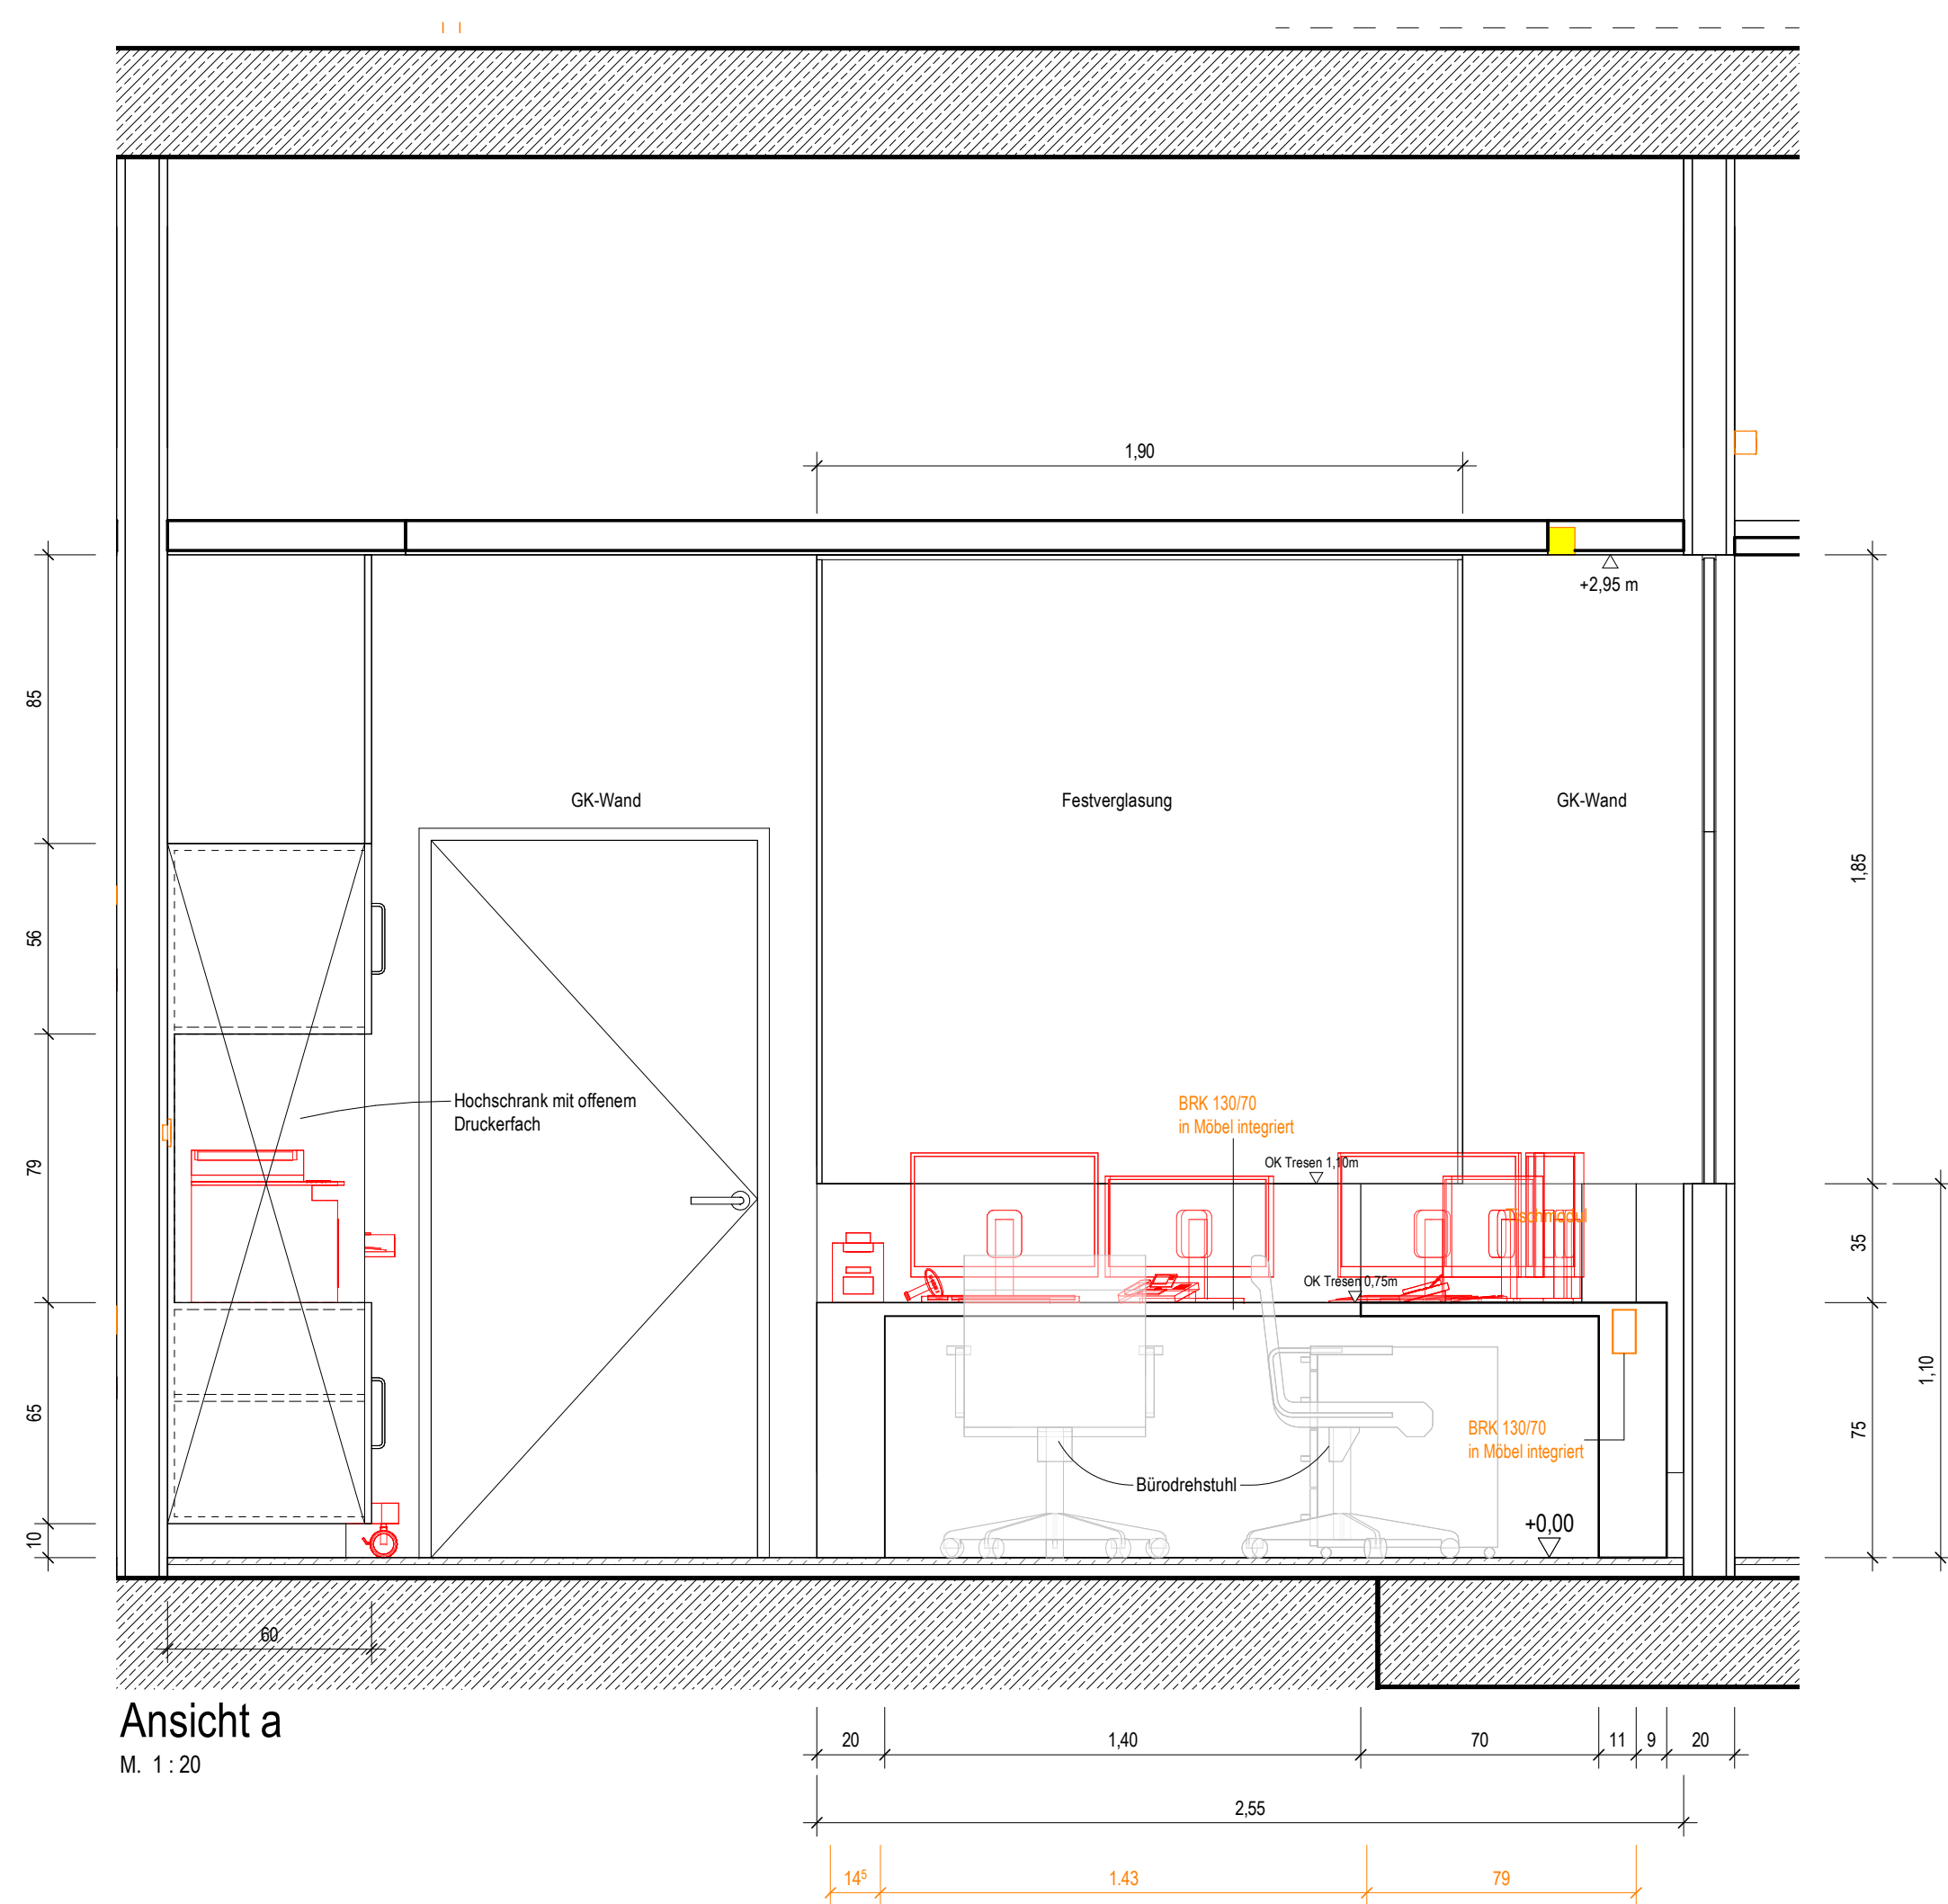 1,90
+2,95 m
85
GK-Wand
Festverglasung
GK-Wand
1,85
56
Hochschrank mit offenem
Druckerfach
BRK 130/70
in Möbel integriert
79
OK Tresen 1,10m
Tischmodul
35
OK Tresen 0,75m
1,10
65
BRK 130/70
in Möbel integriert
75
Bürodrehstuhl
+0,00
10
60
Ansicht a
M. 1 : 20
20 1,40 70 11 9 20
2,55
14⁵ 1.43 79